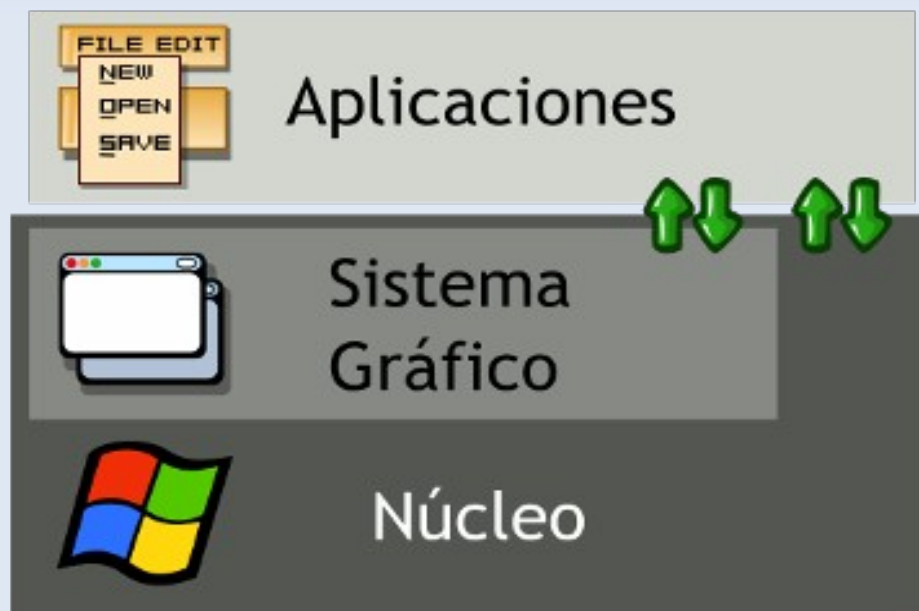 FILE EDIT
NEW
OPEN
SAVE
Aplicaciones
Sistema
Gráfico
Núcleo